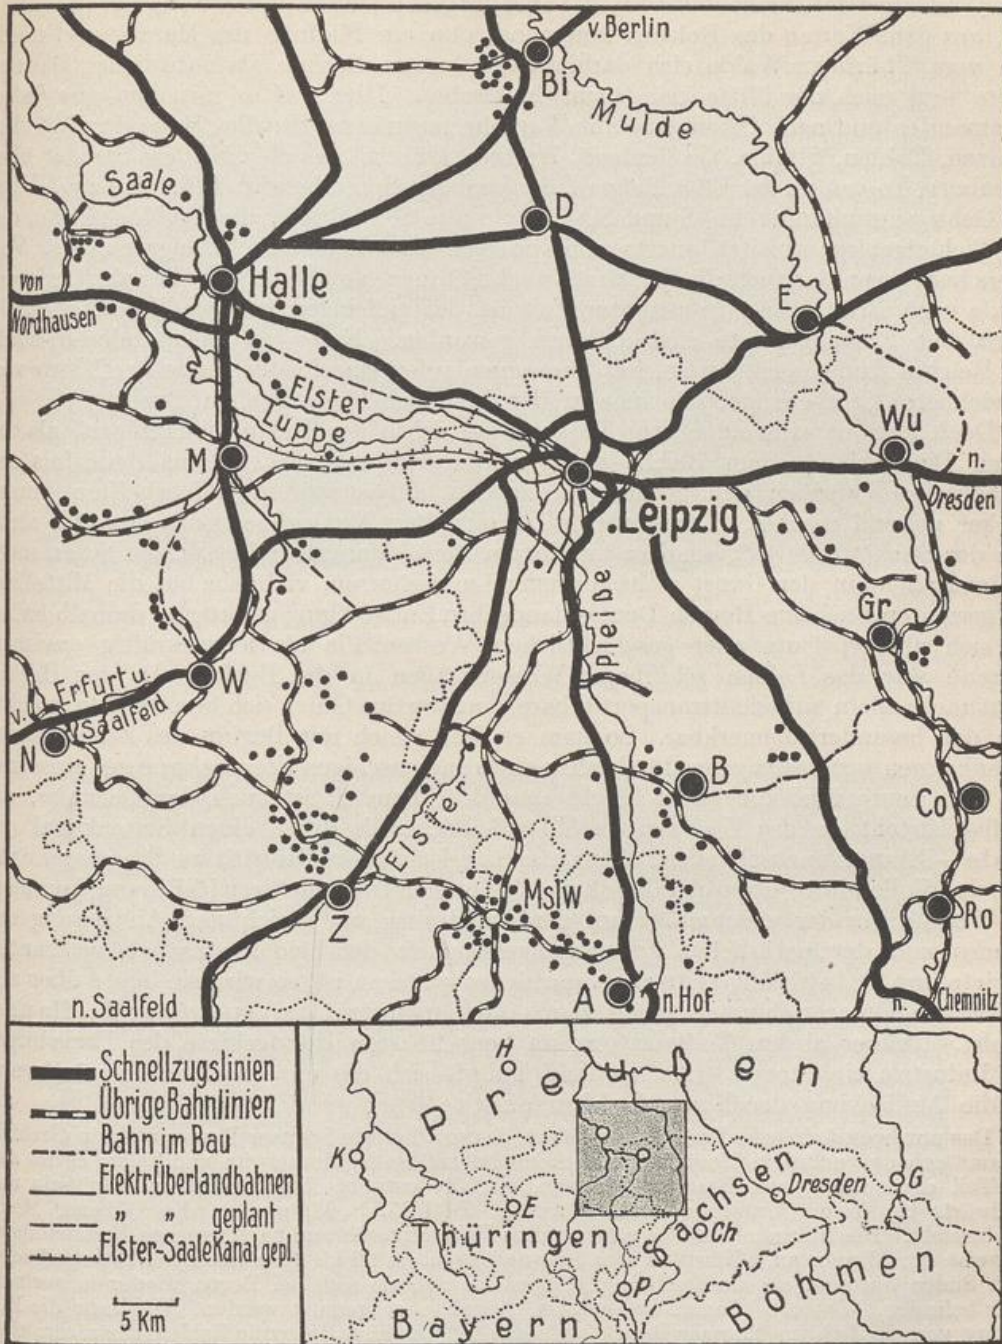 v. Berlin
Bi
Mulde
Saale
D
von
Nordhausen
Halle
E
Elster
Luppe
Wu
M
n.
Dresden
Leipzig
Pleiße
Gr
v. Erfurt u
Saalfeld
W
N
B
Co
Elster
Mslw
Z
Ro
A
n. Saalfeld
n. Hof
n. Chemnitz
Schnellzugslinien
Übrige Bahnlinien
Bahn im Bau
Elektr. Überlandbahnen
„ „ geplant
Elster-Saale Kanal gepl.
5 Km
H
Preußen
K
E
Dresden
G
Thüringen
Sachsen
Ch
P
Böhmen
Bayern